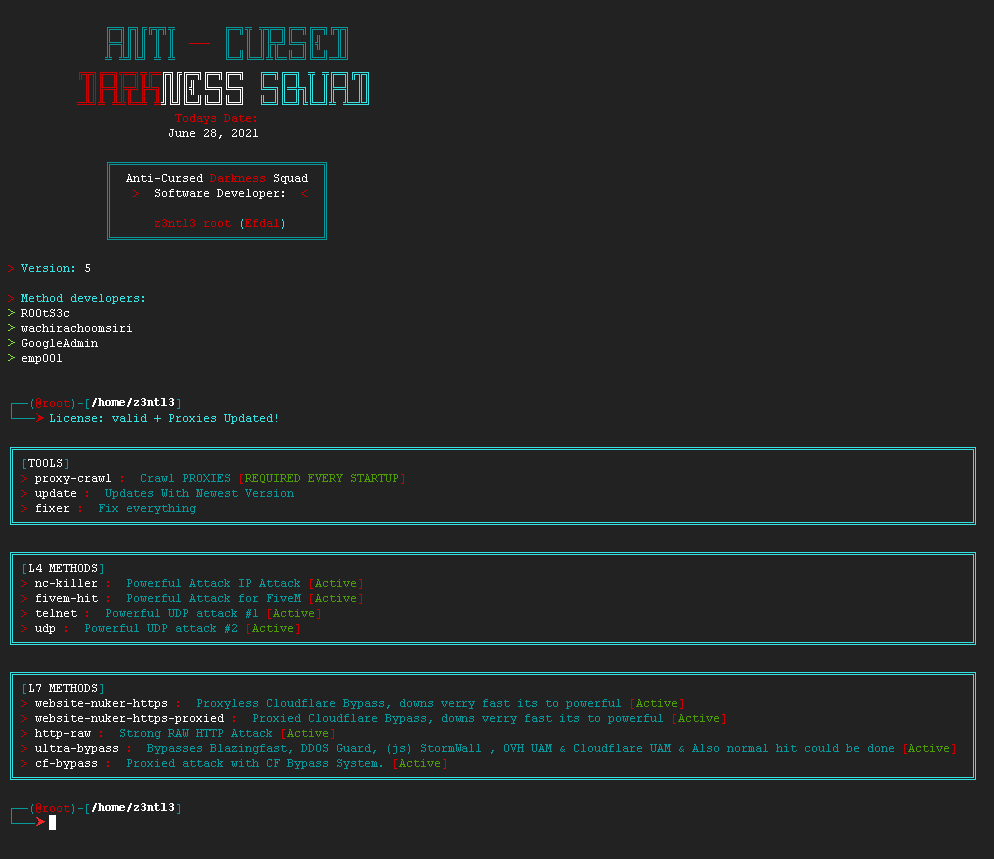 ANTI - CURSED
DARKNESS SQUAD
Todays Date:
June 28, 2021
Anti-Cursed Darkness Squad
> Software Developer: <
z3ntl3 root (Efdal)
> Version: 5
> Method developers:
> R00tS3c
> wachirachoomsiri
> GoogleAdmin
> emp001
(@root)-[/home/z3ntl3]
License: valid + Proxies Updated!
[TOOLS]
> proxy-crawl : Crawl PROXIES [REQUIRED EVERY STARTUP]
> update : Updates With Newest Version
> fixer : Fix everything
[L4 METHODS]
> nc-killer : Powerful Attack IP Attack [Active]
> fivem-hit : Powerful Attack for FiveM [Active]
> telnet : Powerful UDP attack #1 [Active]
> udp : Powerful UDP attack #2 [Active]
[L7 METHODS]
> website-nuker-https : Proxyless Cloudflare Bypass, downs verry fast its to powerful [Active]
> website-nuker-https-proxied : Proxied Cloudflare Bypass, downs verry fast its to powerful [Active]
> http-raw : Strong RAW HTTP Attack [Active]
> ultra-bypass : Bypasses Blazingfast, DDOS Guard, (js) StormWall , OVH UAM & Cloudflare UAM & Also normal hit could be done [Active]
> cf-bypass : Proxied attack with CF Bypass System. [Active]
(@root)-[/home/z3ntl3]